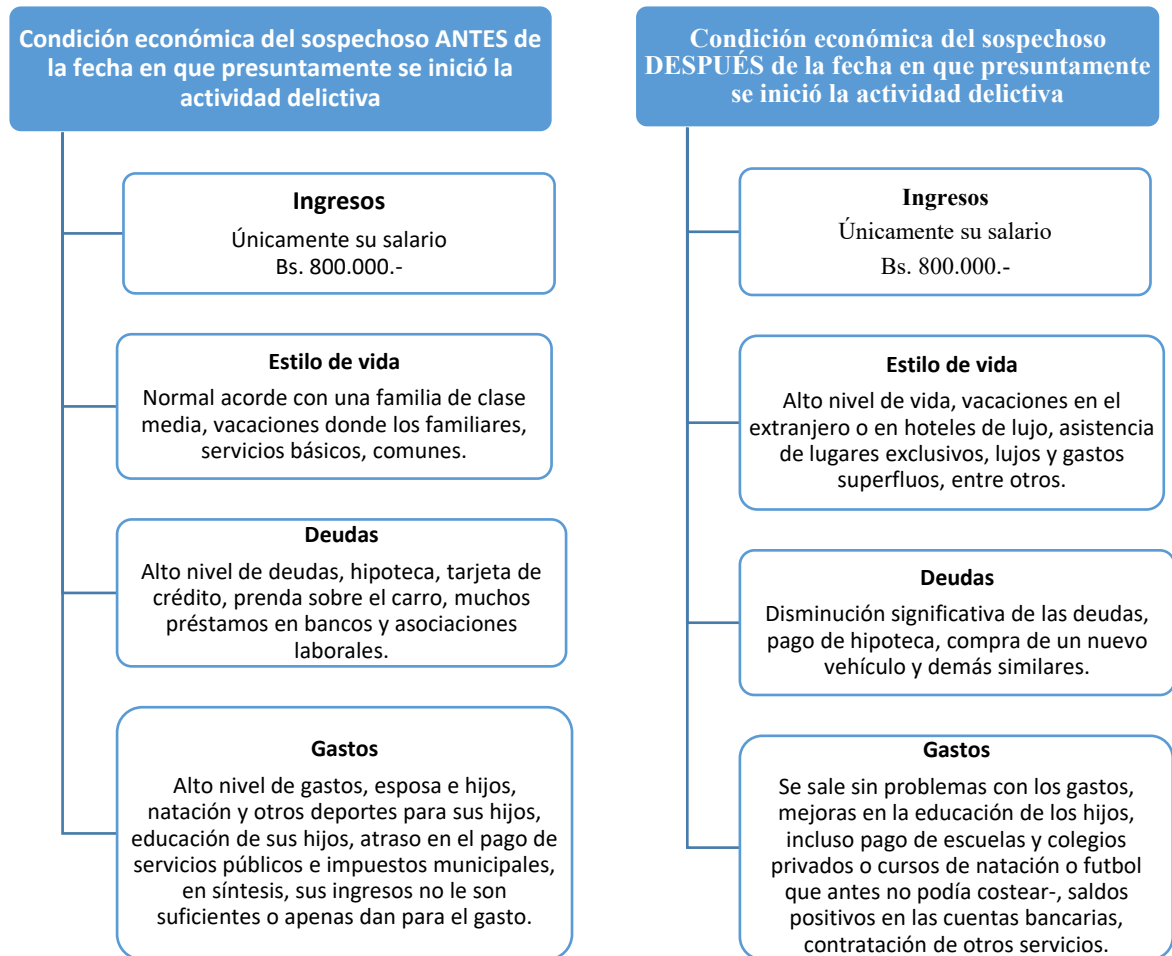 Condición económica del sospechoso ANTES de
la fecha en que presuntamente se inició la
actividad delictiva
Ingresos
Únicamente su salario
Bs. 800.000.-
Estilo de vida
Normal acorde con una familia de clase
media, vacaciones donde los familiares,
servicios básicos, comunes.
Deudas
Alto nivel de deudas, hipoteca, tarjeta de
crédito, prenda sobre el carro, muchos
préstamos en bancos y asociaciones
laborales.
Gastos
Alto nivel de gastos, esposa e hijos,
natación y otros deportes para sus hijos,
educación de sus hijos, atraso en el pago de
servicios públicos e impuestos municipales,
en síntesis, sus ingresos no le son
suficientes o apenas dan para el gasto.
Condición económica del sospechoso
DESPUÉS de la fecha en que presuntamente
se inició la actividad delictiva
Ingresos
Únicamente su salario
Bs. 800.000.-
Estilo de vida
Alto nivel de vida, vacaciones en el
extranjero o en hoteles de lujo, asistencia
de lugares exclusivos, lujos y gastos
superfluos, entre otros.
Deudas
Disminución significativa de las deudas,
pago de hipoteca, compra de un nuevo
vehículo y demás similares.
Gastos
Se sale sin problemas con los gastos,
mejoras en la educación de los hijos,
incluso pago de escuelas y colegios
privados o cursos de natación o futbol
que antes no podía costear-, saldos
positivos en las cuentas bancarias,
contratación de otros servicios.